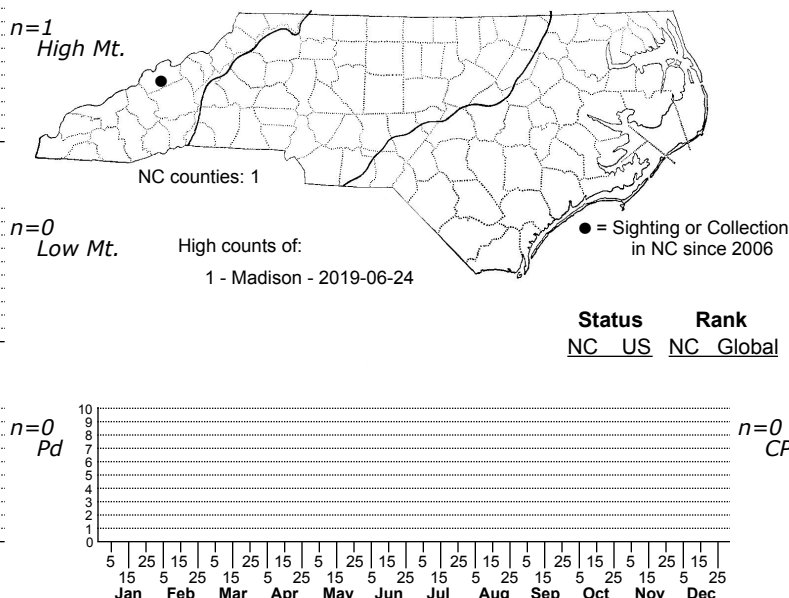 n=1
High Mt.
NC counties: 1
n=0
Low Mt.
High counts of:
1 - Madison - 2019-06-24
● = Sighting or Collection
in NC since 2006
Status Rank
NC US NC Global
n=0
Pd
10
9
8
7
6
5
4
3
2
1
0
n=0
CP
5 15 25 5 15 25 5 15 25 5 15 25 5 15 25 5 15 25
15 5 25 15 5 25 15 5 25 15 5 25 15 5 25 15 5 25
Jan Feb Mar Apr May Jun Jul Aug Sep Oct Nov Dec